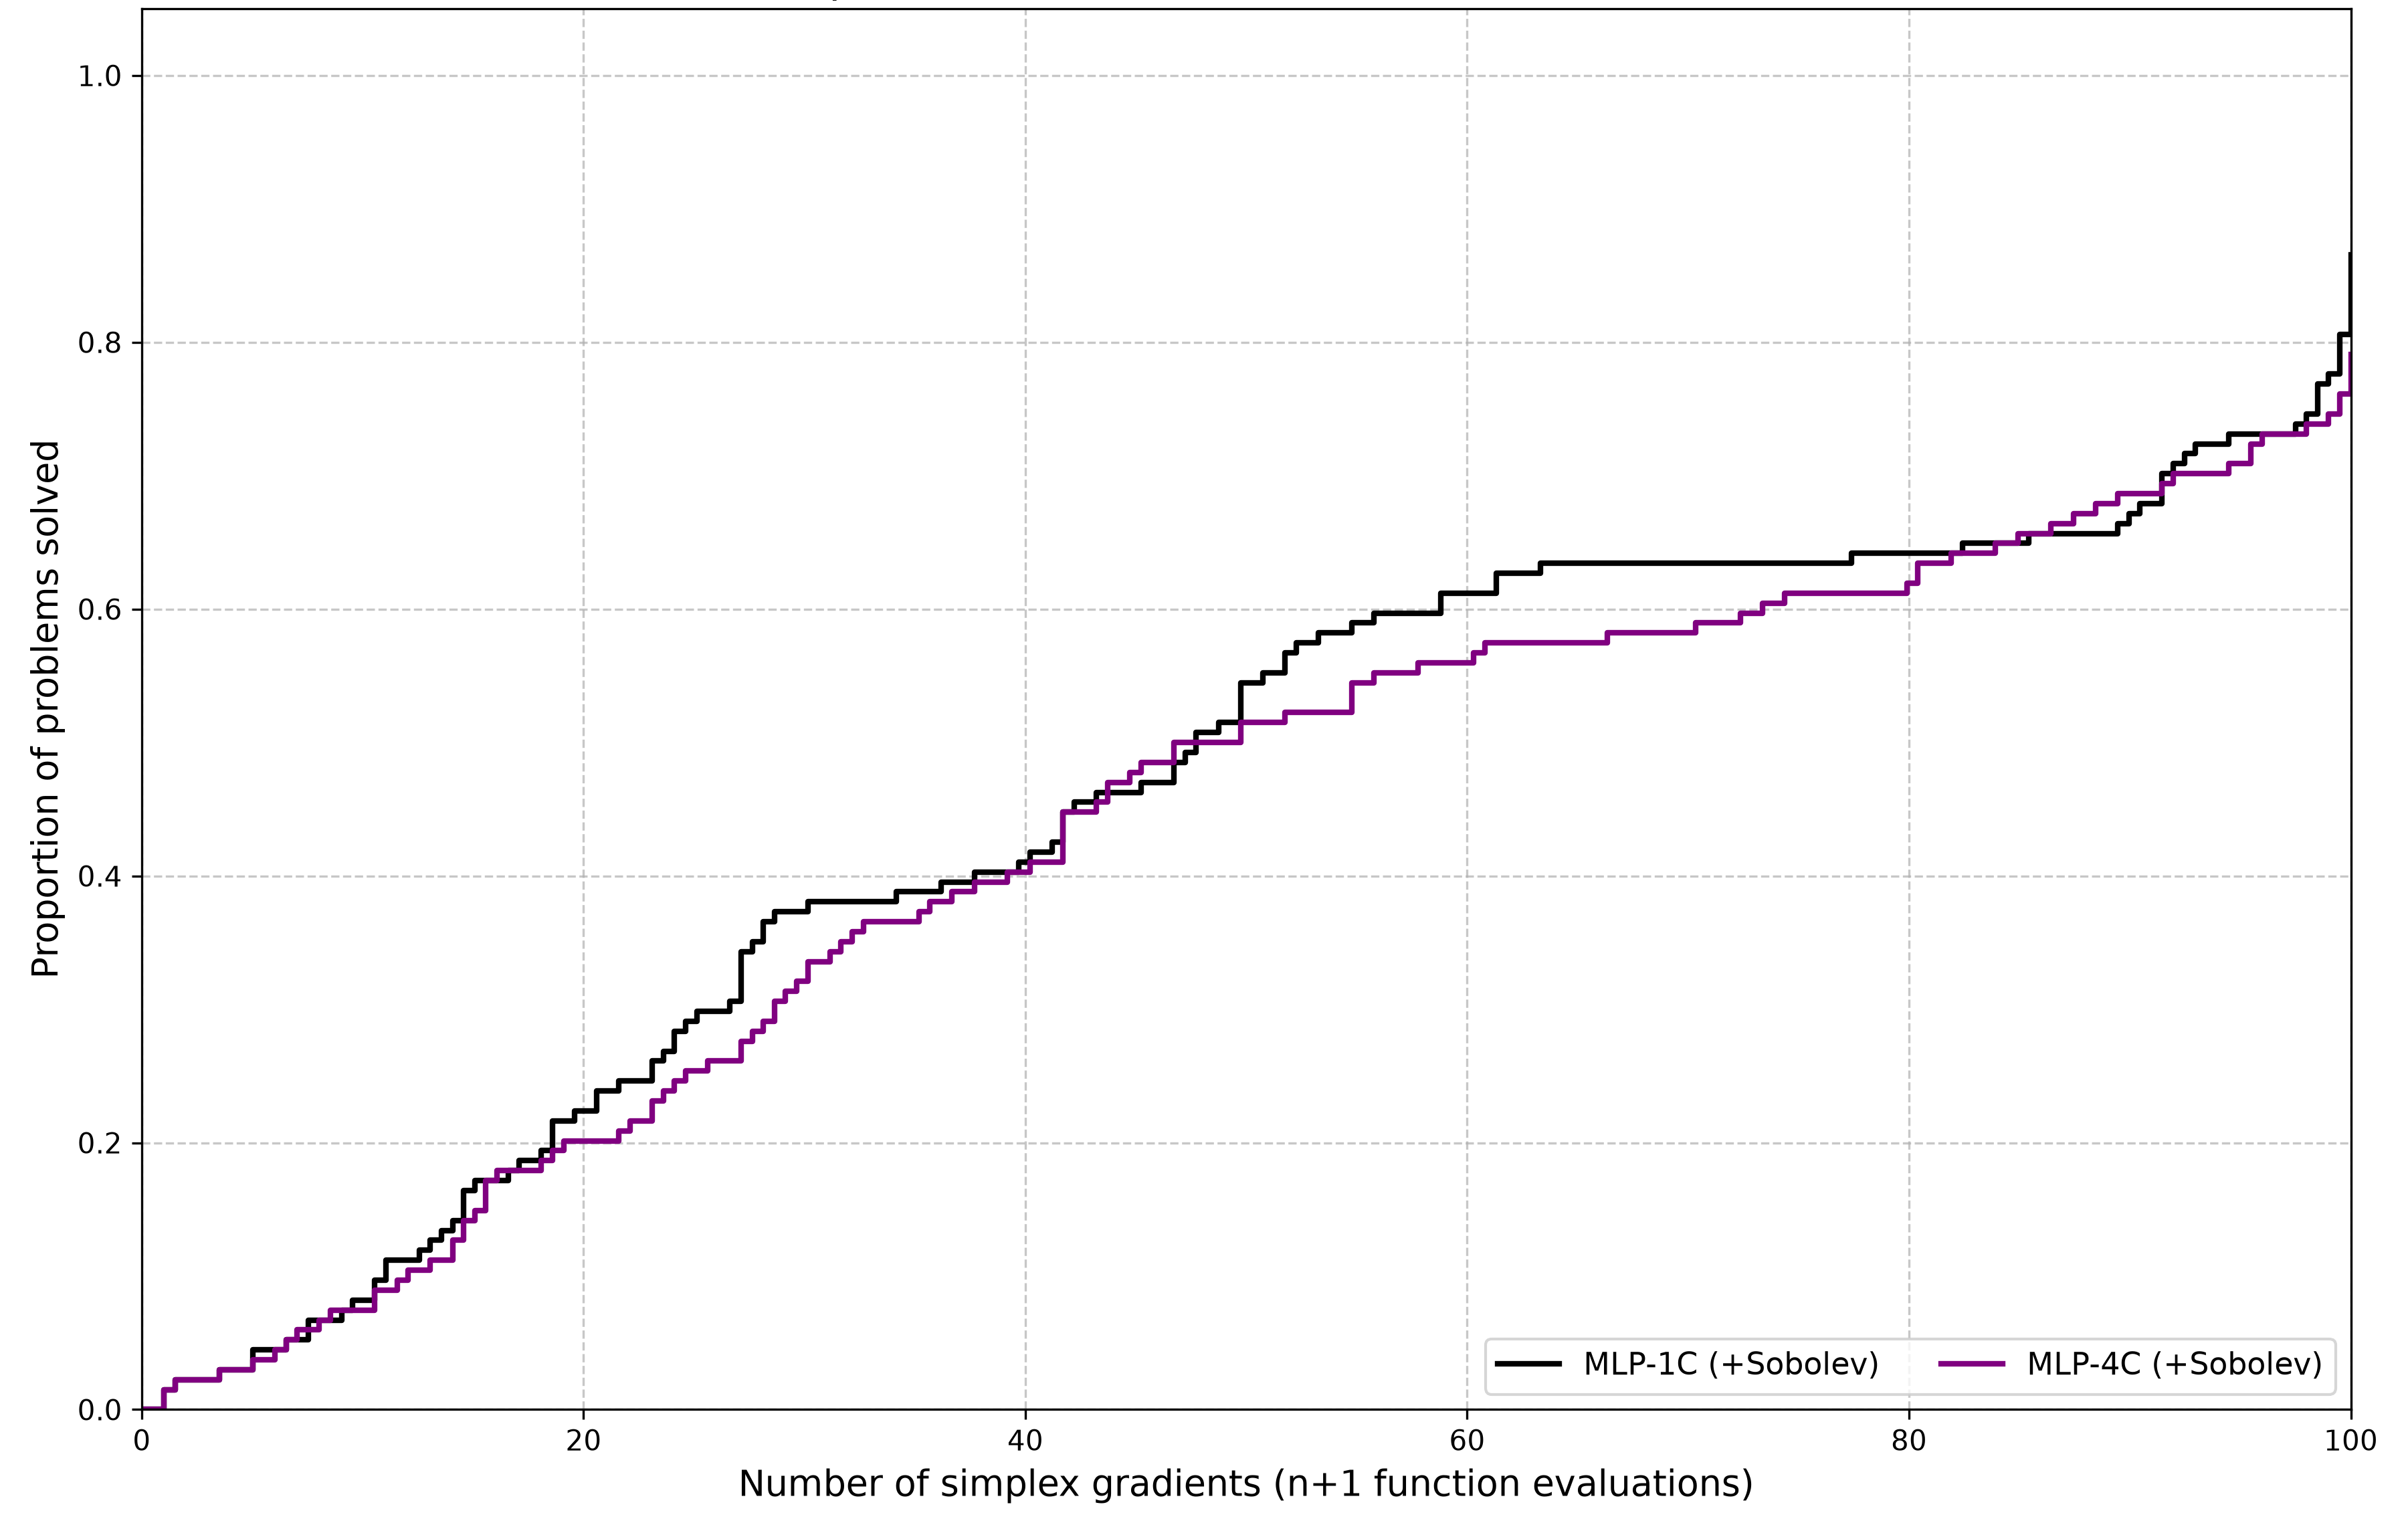 1.0
0.8
0.6
0.4
0.2
0.0
Proportion of problems solved
0 20 40 60 80 100
Number of simplex gradients (n+1 function evaluations)
MLP-1C (+Sobolev) MLP-4C (+Sobolev)